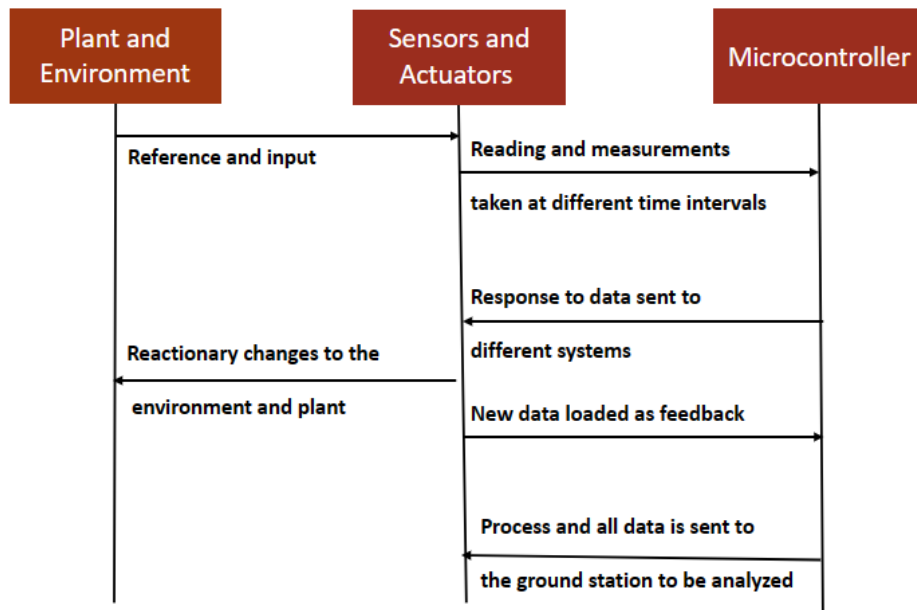 Plant and
Environment
Sensors and
Actuators
Microcontroller
Reference and input
Reading and measurements
taken at different time intervals
Response to data sent to
different systems
Reactionary changes to the
environment and plant
New data loaded as feedback
Process and all data is sent to
the ground station to be analyzed